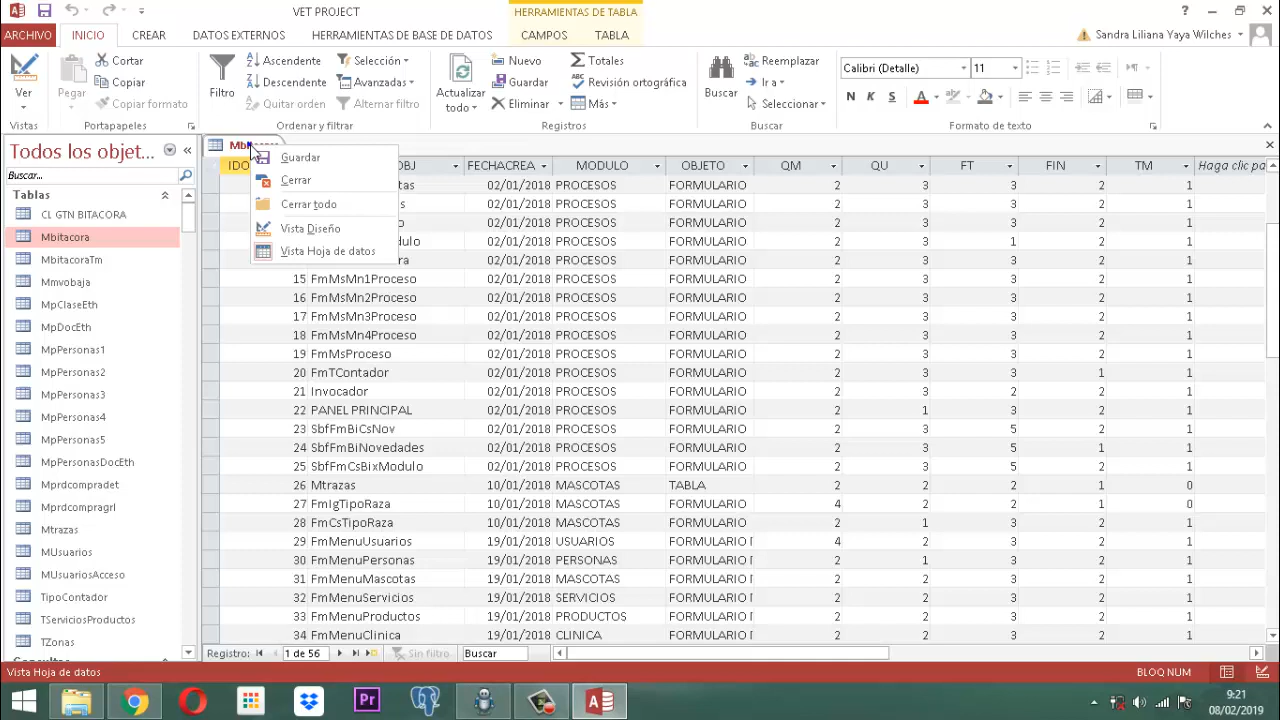 VET PROJECT
HERRAMIENTAS DE TABLA
?
ARCHIVO INICIO CREAR DATOS EXTERNOS HERRAMIENTAS DE BASE DE DATOS CAMPOS TABLA
Sandra Liliana Yaya Wilches
Ver
Vistas
Pegar
Cortar
Copiar
Copiar formato
Portapapeles
Filtro
Ascendente
Descendente
Quitar orden
Selección
Avanzadas
Ordenar y filtrar
Actualizar todo
Nuevo
Guardar
Eliminar
Totales
Revisión ortográfica
Más
Registros
Buscar
Reemplazar
Ir a
Seleccionar
Buscar
Calibri (Detalle) 11
N K S A
Formato de texto
Todos los objet...
Buscar...
Tablas
CL GTN BITACORA
Mbitacora
MbitacoraTm
Mmvobaja
MpClaseEth
MpDocEth
MpPersonas1
MpPersonas2
MpPersonas3
MpPersonas4
MpPersonas5
MpPersonasDocEth
Mprdcompradet
Mprdcompragrl
Mtrazas
MUsuarios
MUsuariosAcceso
TipoContador
TServiciosProductos
TZonas
Guardar
Cerrar
Cerrar todo
Vista Diseño
Vista Hoja de datos
FECHACREA MODULO OBJETO QM QU FT FIN TM
02/01/2018 PROCESOS FORMULARIO 2 3 3 2 1
02/01/2018 PROCESOS FORMULARIO 2 3 3 2 1
02/01/2018 PROCESOS FORMULARIO 2 3 3 2 1
02/01/2018 PROCESOS FORMULARIO 2 3 1 2 1
02/01/2018 PROCESOS FORMULARIO 2 3 3 2 1
15 FmMsMn1Proceso 02/01/2018 PROCESOS FORMULARIO 2 3 3 2 1
16 FmMsMn2Proceso 02/01/2018 PROCESOS FORMULARIO 2 3 3 2 1
17 FmMsMn3Proceso 02/01/2018 PROCESOS FORMULARIO 2 3 3 2 1
18 FmMsMn4Proceso 02/01/2018 PROCESOS FORMULARIO 2 3 3 2 1
19 FmMsProceso 02/01/2018 PROCESOS FORMULARIO 2 3 3 2 1
20 FmTContador 02/01/2018 PROCESOS FORMULARIO 2 3 3 1 1
21 Invocador 02/01/2018 PROCESOS FORMULARIO 2 3 3 2 1
22 PANEL PRINCIPAL 02/01/2018 PROCESOS FORMULARIO 2 1 3 2 1
23 SbfFmBiCsNov 02/01/2018 PROCESOS FORMULARIO 2 3 5 2 1
24 SbfFmBiNovedades 02/01/2018 PROCESOS FORMULARIO 2 3 5 2 1
25 SbfFmCsBixModulo 02/01/2018 PROCESOS FORMULARIO 2 3 5 2 1
26 Mtrazas 10/01/2018 MASCOTAS TABLA 2 2 2 1 0
27 FmIgTipoRaza 10/01/2018 MASCOTAS FORMULARIO 4 2 2 1 0
28 FmCsTipoRaza 10/01/2018 MASCOTAS FORMULARIO 2 1 3 2 1
29 FmMenuUsuarios 19/01/2018 USUARIOS FORMULARIO 4 2 3 2 1
30 FmMenuPersonas 19/01/2018 PERSONAS FORMULARIO 2 1 3 2 1
31 FmMenuMascotas 19/01/2018 MASCOTAS FORMULARIO 2 2 3 2 1
32 FmMenuServicios 19/01/2018 SERVICIOS FORMULARIO 2 2 3 2 1
33 FmMenuProductos 19/01/2018 PRODUCTOS FORMULARIO 2 2 3 2 1
34 FmMenuClinica 19/01/2018 CLINICA FORMULARIO 2 2 3 2 1
Registro: 1 de 56 Sin filtro Buscar
Vista Hoja de datos
BLOQ NUM
Pr
9:21
08/02/2019